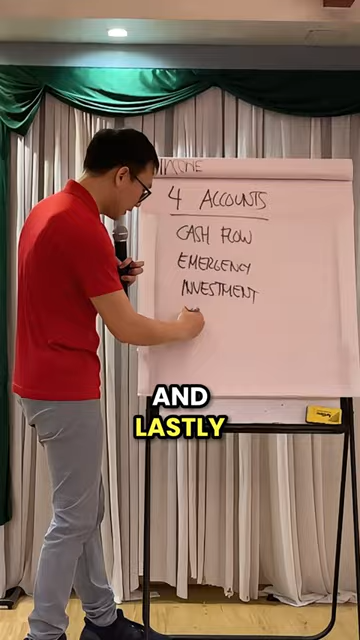 4 ACCOUNTS
CASH FLOW
EMERGENCY
INVESTMENT
AND
LASTLY